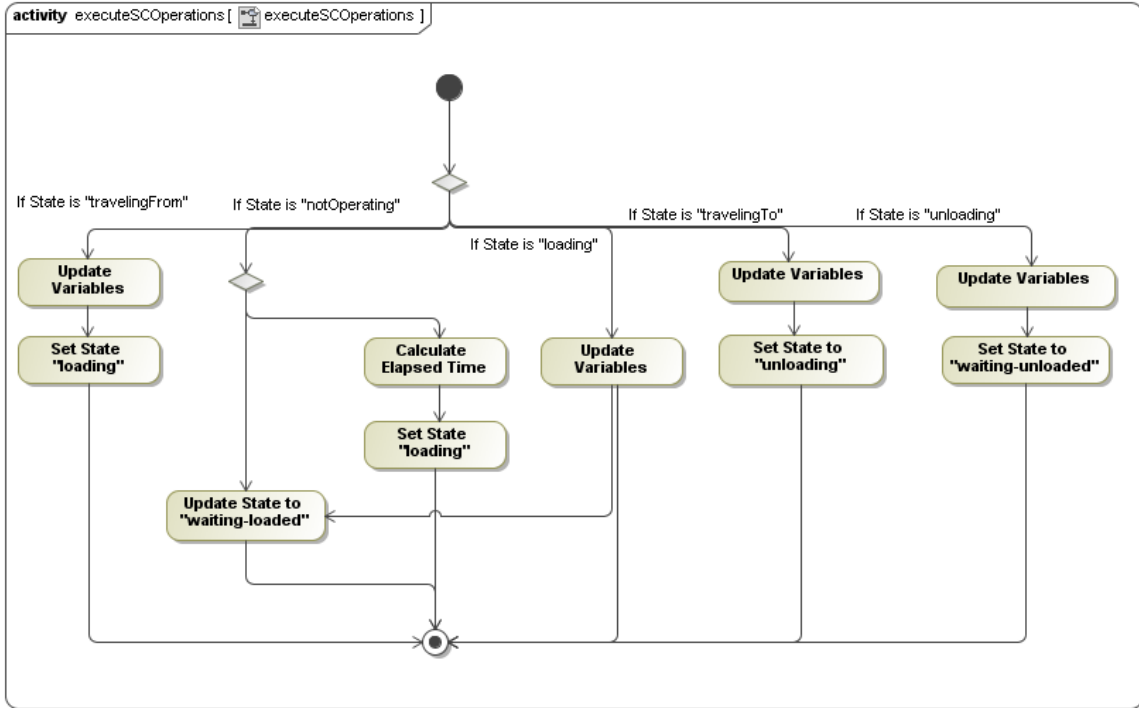 activity executeSCOperations [ executeSCOperations ]
If State is "travelingFrom"
If State is "notOperating"
If State is "loading"
If State is "travelingTo"
If State is "unloading"
Update
Variables
Set State
"loading"
Calculate
Elapsed Time
Set State
"loading"
Update State to
"waiting-loaded"
Update
Variables
Update Variables
Set State to
"unloading"
Update Variables
Set State to
"waiting-unloaded"